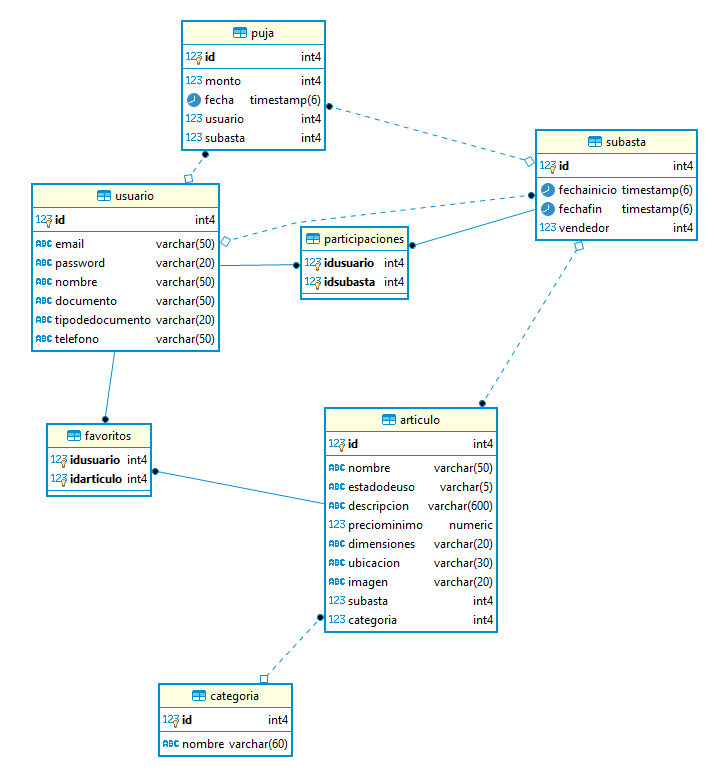 puja
123 id int4
123 monto int4
fecha timestamp(6)
123 usuario int4
123 subasta int4
subasta
123 id int4
fechainicio timestamp(6)
fechafin timestamp(6)
123 vendedor int4
usuario
123 id int4
ABC email varchar(50)
ABC password varchar(20)
ABC nombre varchar(50)
ABC documento varchar(50)
ABC tipodedocumento varchar(20)
ABC telefono varchar(50)
participaciones
123 idusuario int4
123 idsubasta int4
favoritos
123 idusuario int4
123 idarticulo int4
articulo
123 id int4
ABC nombre varchar(50)
ABC estadodeuso varchar(5)
ABC descripcion varchar(600)
123 preciominimo numeric
ABC dimensiones varchar(20)
ABC ubicacion varchar(30)
ABC imagen varchar(20)
123 subasta int4
123 categoria int4
categoria
123 id int4
ABC nombre varchar(60)